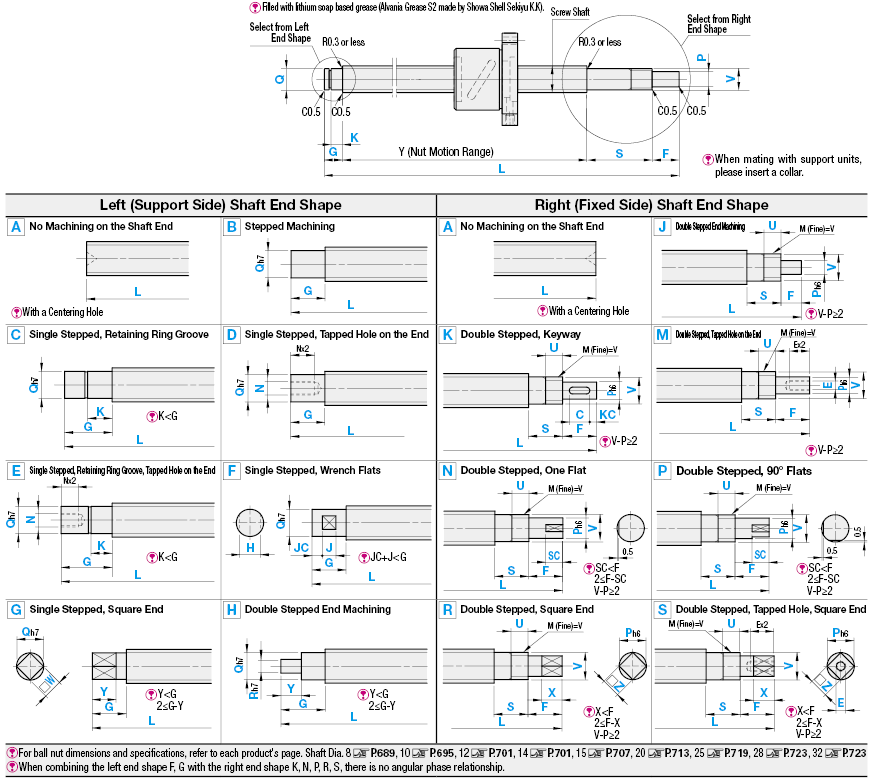 Filled with lithium soap based grease (Alvania Grease S2 made by Showa Shell Sekiyu K.K).
Select from Left
End Shape
R0.3 or less
Screw Shaft
R0.3 or less
Select from Right
End Shape
Q
P
V
C0.5
C0.5
C0.5
C0.5
K
G
Y (Nut Motion Range)
S
F
L
When mating with support units,
please insert a collar.
Left (Support Side) Shaft End Shape
Right (Fixed Side) Shaft End Shape
A No Machining on the Shaft End
L
With a Centering Hole
B Stepped Machining
Qh7
G
L
A No Machining on the Shaft End
L
With a Centering Hole
J Double Stepped End Machining
U
M (Fine)=V
V
Ph6
S
F
L
V-P≥2
C Single Stepped, Retaining Ring Groove
Qh7
K
G
L
K<G
D Single Stepped, Tapped Hole on the End
Nx2
Qh7
N
G
L
K Double Stepped, Keyway
U
M (Fine)=V
Ph6
V
C
KC
S
F
L
V-P≥2
M Double Stepped, Tapped Hole on the End
M (Fine)=V
U
Ex2
E
Ph6
V
S
F
L
V-P≥2
E Single Stepped, Retaining Ring Groove, Tapped Hole on the End
Nx2
Qh7
N
K
G
L
K<G
F Single Stepped, Wrench Flats
Qh7
H
JC
J
G
L
JC+J<G
N Double Stepped, One Flat
U
M (Fine)=V
Ph6
V
0.5
SC
S
F
L
SC<F
2≤F-SC
V-P≥2
P Double Stepped, 90° Flats
U
M (Fine)=V
Ph6
V
0.5
0.5
SC
S
F
L
SC<F
2≤F-SC
V-P≥2
G Single Stepped, Square End
Qh7
W
Y
G
L
Y<G
2≤G-Y
H Double Stepped End Machining
Qh7
Rh7
Y
G
L
Y<G
2≤G-Y
R Double Stepped, Square End
U
M (Fine)=V
Ph6
V
Z
X
S
F
L
X<F
2≤F-X
V-P≥2
S Double Stepped, Tapped Hole, Square End
M (Fine)=V
U
Ex2
Ph6
V
Z
E
X
S
F
L
X<F
2≤F-X
V-P≥2
For ball nut dimensions and specifications, refer to each product's page. Shaft Dia. 8 P.689, 10 P.695, 12 P.701, 14 P.701, 15 P.707, 20 P.713, 25 P.719, 28 P.723, 32 P.723
When combining the left end shape F, G with the right end shape K, N, P, R, S, there is no angular phase relationship.